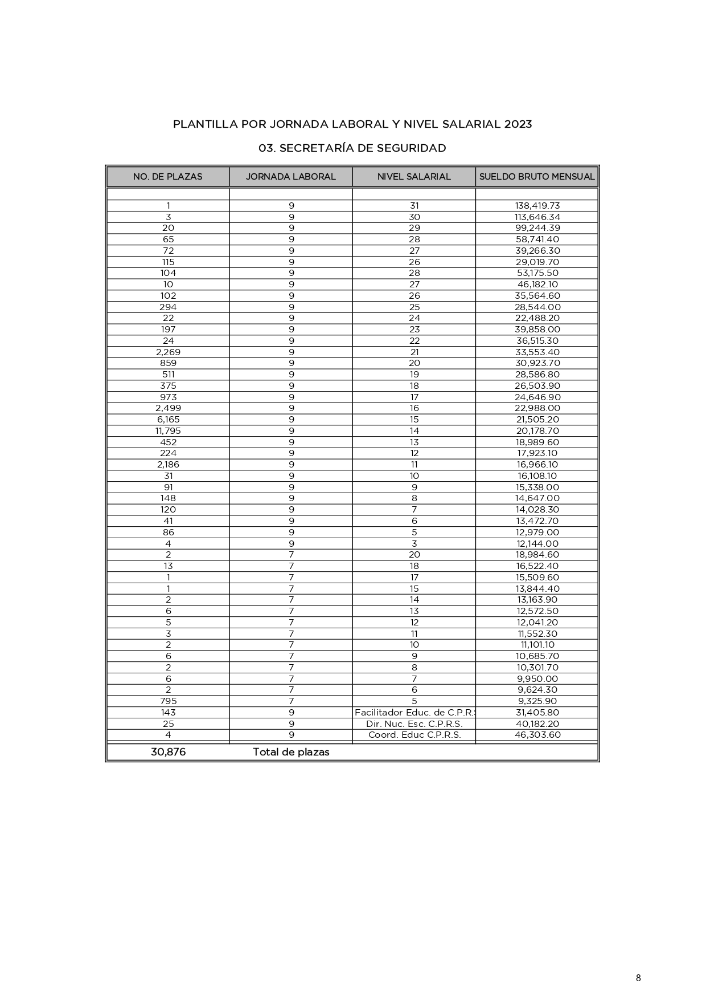 PLANTILLA POR JORNADA LABORAL Y NIVEL SALARIAL 2023
03. SECRETARÍA DE SEGURIDAD
NO. DE PLAZAS JORNADA LABORAL NIVEL SALARIAL SUELDO BRUTO MENSUAL
1 9 31 138,419.73
3 9 30 113,646.34
20 9 29 99,244.39
65 9 28 58,741.40
72 9 27 39,266.30
115 9 26 29,019.70
104 9 28 53,175.50
10 9 27 46,182.10
102 9 26 35,564.60
294 9 25 28,544.00
22 9 24 22,488.20
197 9 23 39,858.00
24 9 22 36,515.30
2,269 9 21 33,553.40
859 9 20 30,923.70
511 9 19 28,586.80
375 9 18 26,503.90
973 9 17 24,646.90
2,499 9 16 22,988.00
6,165 9 15 21,505.20
11,795 9 14 20,178.70
452 9 13 18,989.60
224 9 12 17,923.10
2,186 9 11 16,966.10
31 9 10 16,108.10
91 9 9 15,338.00
148 9 8 14,647.00
120 9 7 14,028.30
41 9 6 13,472.70
86 9 5 12,979.00
4 9 3 12,144.00
2 7 20 18,984.60
13 7 18 16,522.40
1 7 17 15,509.60
1 7 15 13,844.40
2 7 14 13,163.90
6 7 13 12,572.50
5 7 12 12,041.20
3 7 11 11,552.30
2 7 10 11,101.10
6 7 9 10,685.70
2 7 8 10,301.70
6 7 7 9,950.00
2 7 6 9,624.30
795 7 5 9,325.90
143 9 Facilitador Educ. de C.P.R.S 31,405.80
25 9 Dir. Nuc. Esc. C.P.R.S. 40,182.20
4 9 Coord. Educ C.P.R.S. 46,303.60
30,876 Total de plazas
8